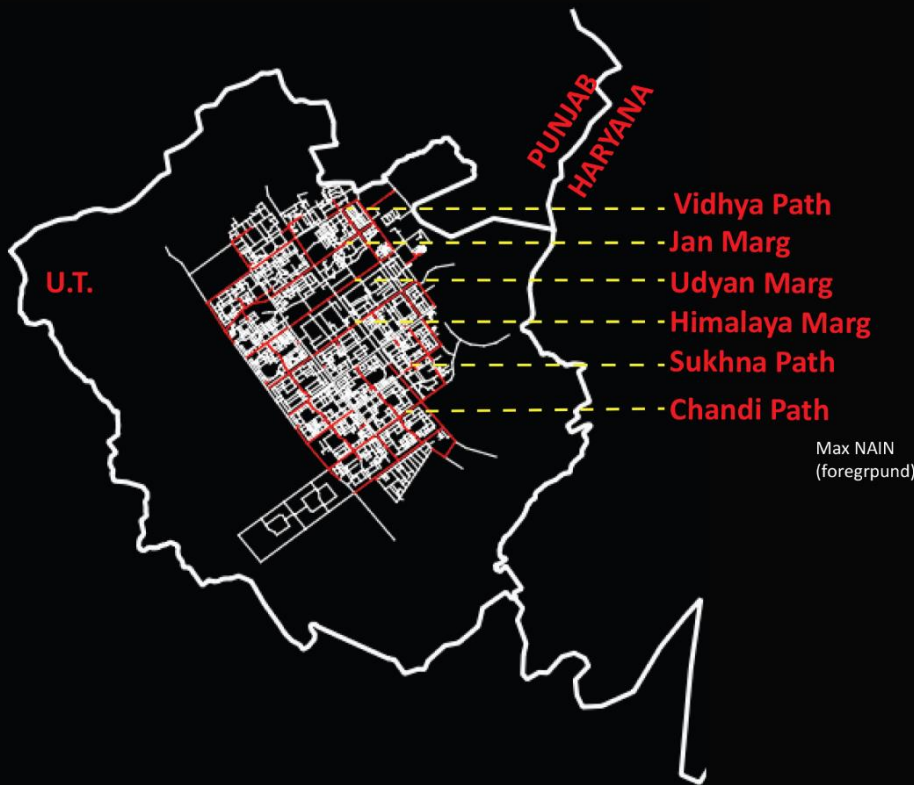 PUNJAB
HARYANA
U.T.
Vidhya Path
Jan Marg
Udyan Marg
Himalaya Marg
Sukhna Path
Chandi Path
Max NAIN
(foregrpund)